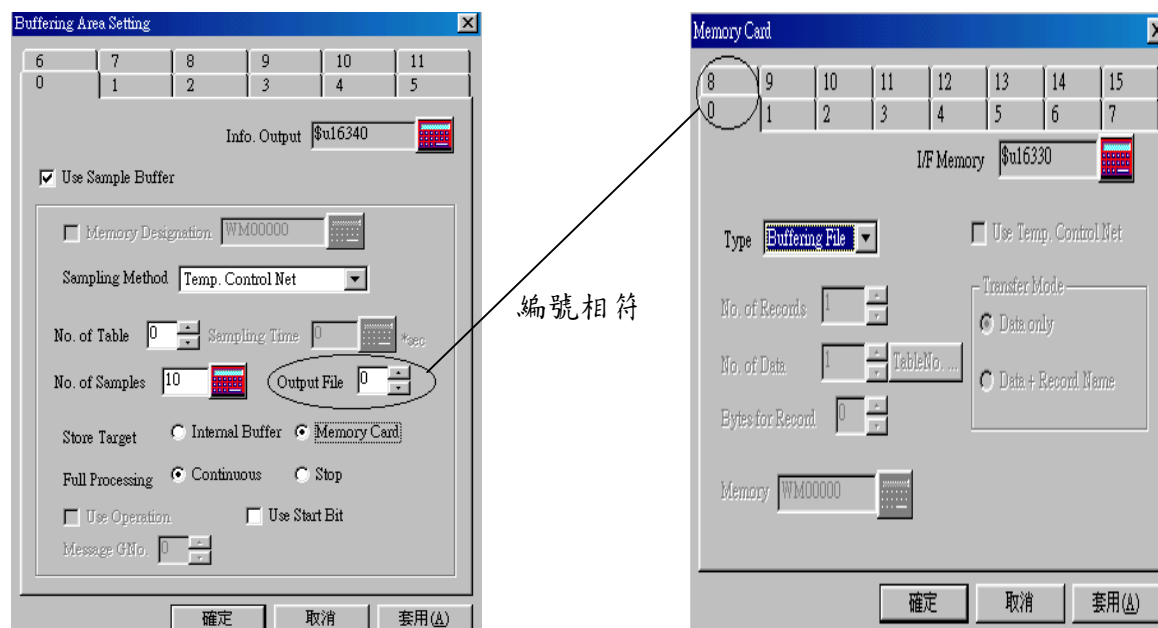 Buffering Area Setting
6 7 8 9 10 11
0 1 2 3 4 5
Info. Output $u16340
Use Sample Buffer
Memory Designation WM00000
Sampling Method Temp. Control Net
No. of Table 0 Sampling Time 0 *sec
No. of Samples 10 Output File 0
Store Target Internal Buffer Memory Card
Full Processing Continuous Stop
Use Operation Use Start Bit
Message GNo. 0
確定 取消 套用(A)
編號相符
Memory Card
8 9 10 11 12 13 14 15
0 1 2 3 4 5 6 7
I/F Memory $u16330
Type Buffering File Use Temp. Control Net
Transfer Mode
No. of Records 1 Data only
No. of Data 1 TableNo. ...
Data + Record Name
Bytes for Record 0
Memory WM00000
確定 取消 套用(A)